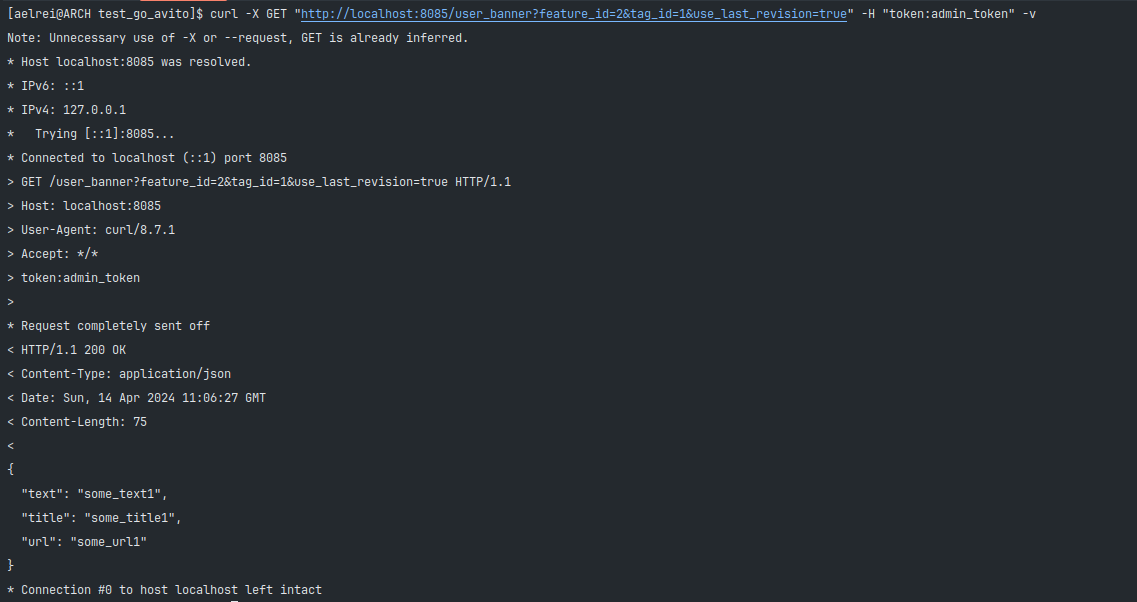 [aelrei@ARCH test_go_avito]$ curl -X GET "http://localhost:8085/user_banner?feature_id=2&tag_id=1&use_last_revision=true" -H "token:admin_token" -v
Note: Unnecessary use of -X or --request, GET is already inferred.
* Host localhost:8085 was resolved.
* IPv6: ::1
* IPv4: 127.0.0.1
*   Trying [::1]:8085...
* Connected to localhost (::1) port 8085
> GET /user_banner?feature_id=2&tag_id=1&use_last_revision=true HTTP/1.1
> Host: localhost:8085
> User-Agent: curl/8.7.1
> Accept: */*
> token:admin_token
>
* Request completely sent off
< HTTP/1.1 200 OK
< Content-Type: application/json
< Date: Sun, 14 Apr 2024 11:06:27 GMT
< Content-Length: 75
<
{
  "text": "some_text1",
  "title": "some_title1",
  "url": "some_url1"
}
* Connection #0 to host localhost left intact